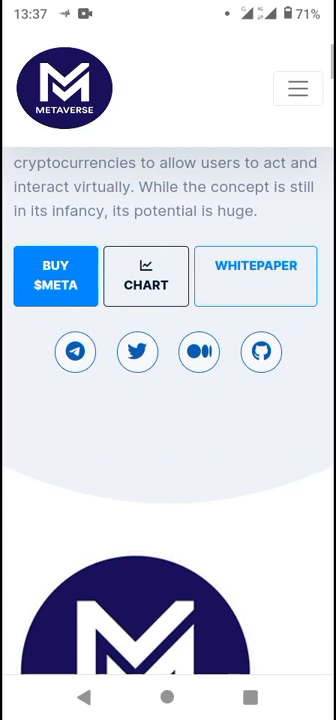 13:37
71%
METAVERSE
cryptocurrencies to allow users to act and
interact virtually. While the concept is still
in its infancy, its potential is huge.
BUY
$META
CHART
WHITEPAPER